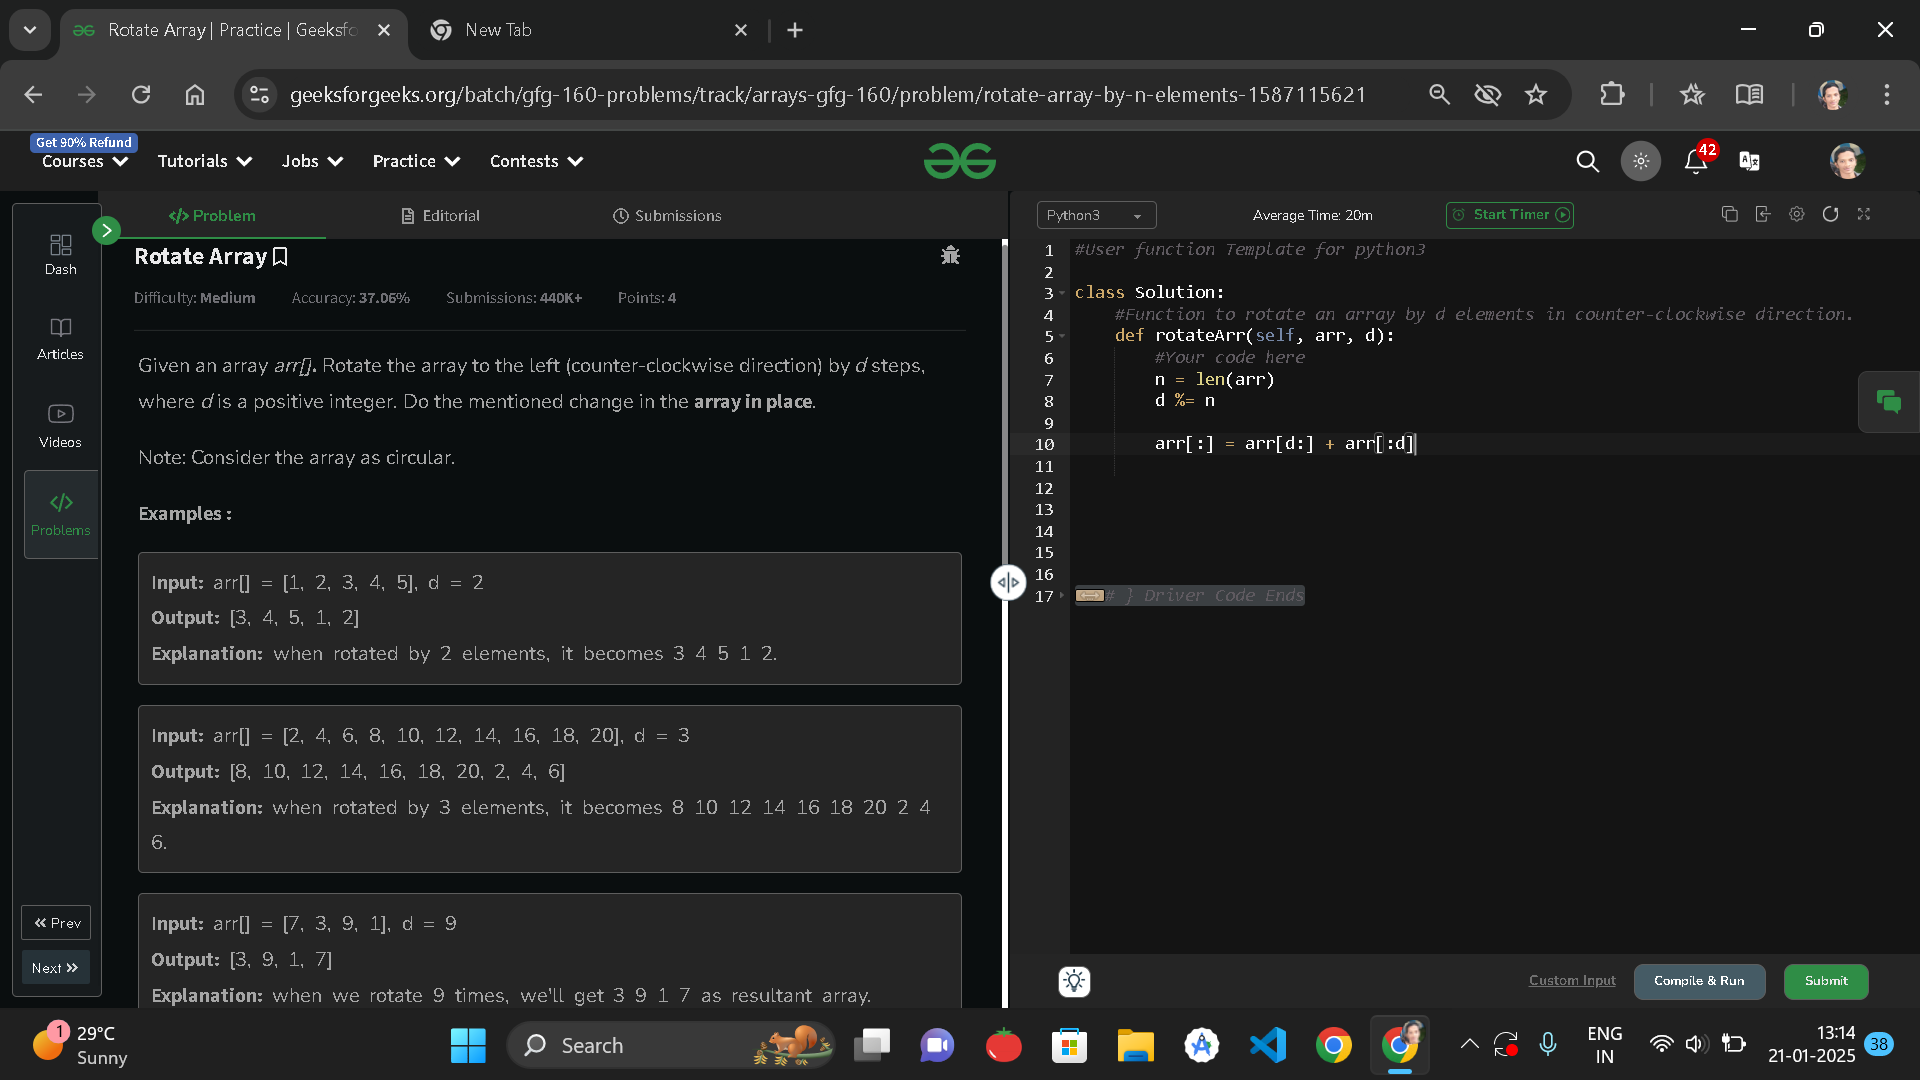 Rotate Array | Practice | Geeksfo
New Tab
geeksforgeeks.org/batch/gfg-160-problems/track/arrays-gfg-160/problem/rotate-array-by-n-elements-1587115621
Get 90% Refund
Courses
Tutorials
Jobs
Practice
Contests
42
Dash
Articles
Videos
Problems
Prev
Next
Problem
Editorial
Submissions
Rotate Array
Difficulty: Medium
Accuracy: 37.06%
Submissions: 440K+
Points: 4
Given an array arr[]. Rotate the array to the left (counter-clockwise direction) by d steps,
where d is a positive integer. Do the mentioned change in the array in place.
Note: Consider the array as circular.
Examples :
Input: arr[] = [1, 2, 3, 4, 5], d = 2
Output: [3, 4, 5, 1, 2]
Explanation: when rotated by 2 elements, it becomes 3 4 5 1 2.
Input: arr[] = [2, 4, 6, 8, 10, 12, 14, 16, 18, 20], d = 3
Output: [8, 10, 12, 14, 16, 18, 20, 2, 4, 6]
Explanation: when rotated by 3 elements, it becomes 8 10 12 14 16 18 20 2 4
6.
Input: arr[] = [7, 3, 9, 1], d = 9
Output: [3, 9, 1, 7]
Explanation: when we rotate 9 times, we'll get 3 9 1 7 as resultant array.
Python3
Average Time: 20m
Start Timer
1 #User function Template for python3
2
3 class Solution:
4 #Function to rotate an array by d elements in counter-clockwise direction.
5 def rotateArr(self, arr, d):
6 #Your code here
7 n = len(arr)
8 d %= n
9
10 arr[:] = arr[d:] + arr[:d]
11
12
13
14
15
16
17 # } Driver Code Ends
Custom Input
Compile & Run
Submit
1
29°C
Sunny
Search
ENG
IN
13:14
21-01-2025
38